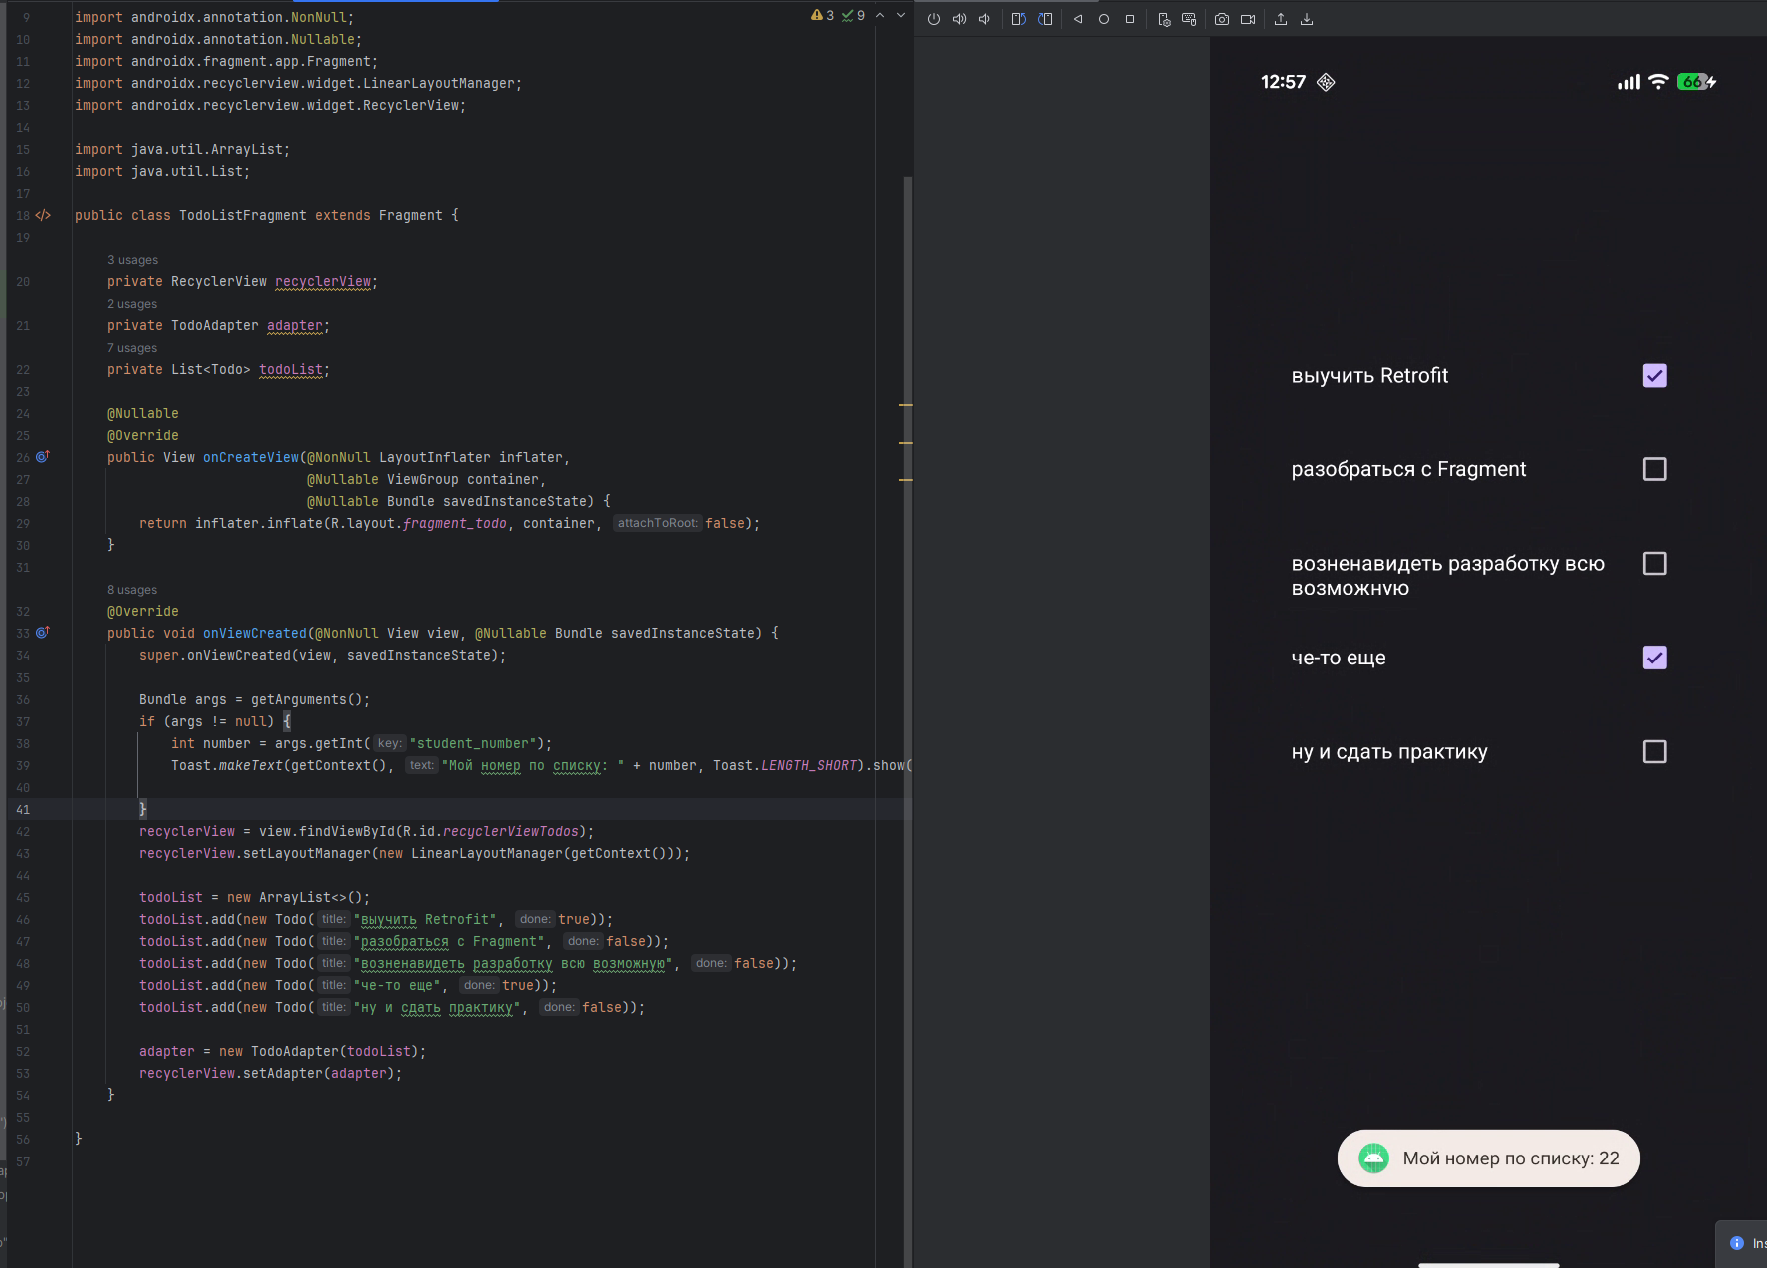 3 9
9 import androidx.annotation.NonNull;
10 import androidx.annotation.Nullable;
11 import androidx.fragment.app.Fragment;
12 import androidx.recyclerview.widget.LinearLayoutManager;
13 import androidx.recyclerview.widget.RecyclerView;
14
15 import java.util.ArrayList;
16 import java.util.List;
17
18 public class TodoListFragment extends Fragment {
19
3 usages
20 private RecyclerView recyclerView;
2 usages
21 private TodoAdapter adapter;
7 usages
22 private List<Todo> todoList;
23
24 @Nullable
25 @Override
26 public View onCreateView(@NonNull LayoutInflater inflater,
27 @Nullable ViewGroup container,
28 @Nullable Bundle savedInstanceState) {
29 return inflater.inflate(R.layout.fragment_todo, container, attachToRoot: false);
30 }
31
8 usages
32 @Override
33 public void onViewCreated(@NonNull View view, @Nullable Bundle savedInstanceState) {
34 super.onViewCreated(view, savedInstanceState);
35
36 Bundle args = getArguments();
37 if (args != null) {
38 int number = args.getInt( key: "student_number");
39 Toast.makeText(getContext(), text: "Мой номер по списку: " + number, Toast.LENGTH_SHORT).show(
40
41 }
42 recyclerView = view.findViewById(R.id.recyclerViewTodos);
43 recyclerView.setLayoutManager(new LinearLayoutManager(getContext()));
44
45 todoList = new ArrayList<>();
46 todoList.add(new Todo( title: "выучить Retrofit", done: true));
47 todoList.add(new Todo( title: "разобраться с Fragment", done: false));
48 todoList.add(new Todo( title: "возненавидеть разработку всю возможную", done: false));
49 todoList.add(new Todo( title: "че-то еще", done: true));
50 todoList.add(new Todo( title: "ну и сдать практику", done: false));
51
52 adapter = new TodoAdapter(todoList);
53 recyclerView.setAdapter(adapter);
54 }
55
56 }
57
12:57
66
выучить Retrofit
разобраться с Fragment
возненавидеть разработку всю
возможную
че-то еще
ну и сдать практику
Мой номер по списку: 22